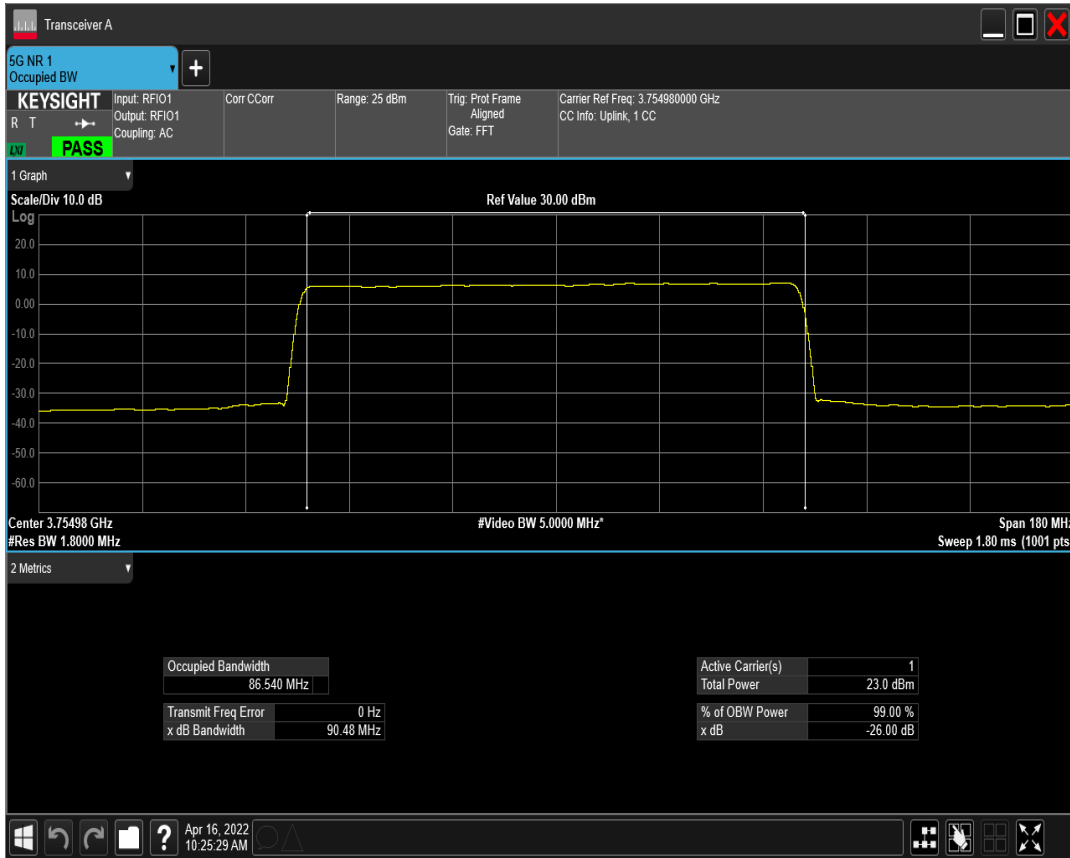 Transceiver A
5G NR 1
Occupied BW
KEYSIGHT
R T
LXI
PASS
Input: RFIO1
Output: RFIO1
Coupling: AC
Corr CCorr
Range: 25 dBm
Trig: Prot Frame
Aligned
Gate: FFT
Carrier Ref Freq: 3.754980000 GHz
CC Info: Uplink, 1 CC
1 Graph
Scale/Div 10.0 dB
Ref Value 30.00 dBm
Log
20.0
10.0
0.00
-10.0
-20.0
-30.0
-40.0
-50.0
-60.0
Center 3.75498 GHz
#Video BW 5.0000 MHz*
Span 180 MHz
#Res BW 1.8000 MHz
Sweep 1.80 ms (1001 pts
2 Metrics
Occupied Bandwidth
86.540 MHz
Transmit Freq Error 0 Hz
x dB Bandwidth 90.48 MHz
Active Carrier(s) 1
Total Power 23.0 dBm
% of OBW Power 99.00 %
x dB -26.00 dB
Apr 16, 2022
10:25:29 AM